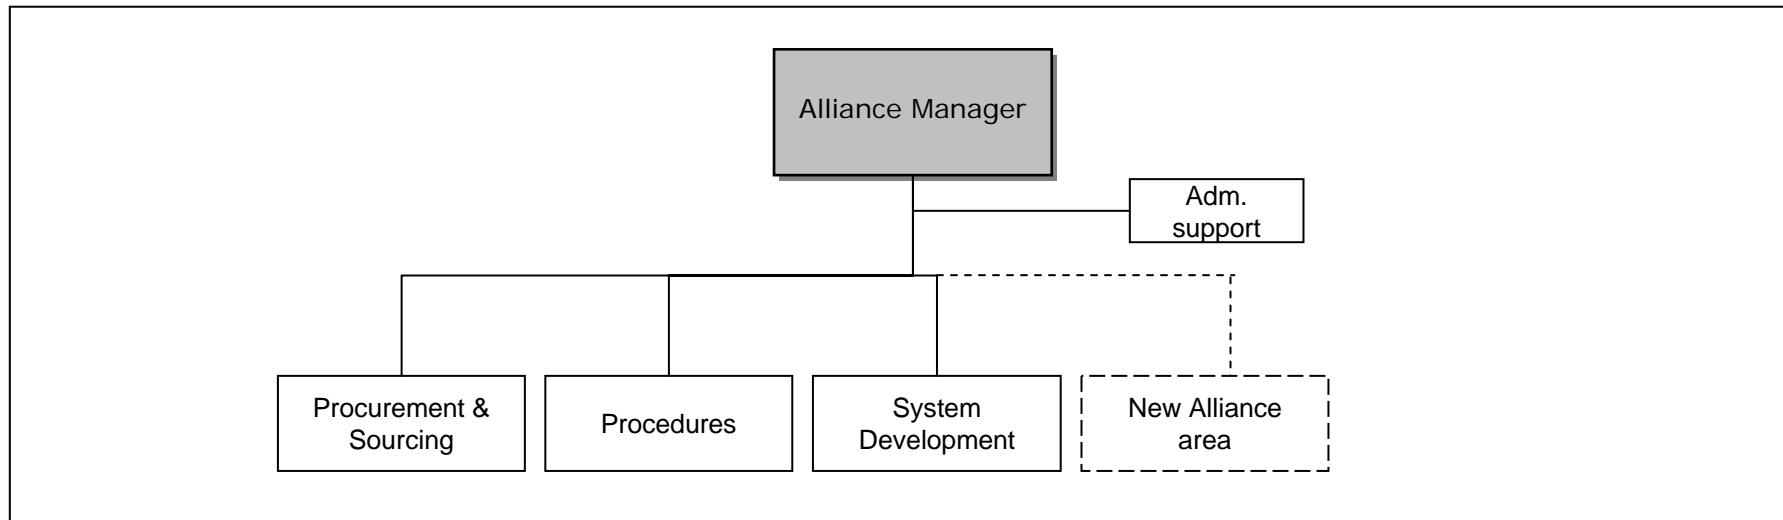 Alliance Manager
Adm.
support
Procurement &
Sourcing
Procedures
System
Development
New Alliance
area